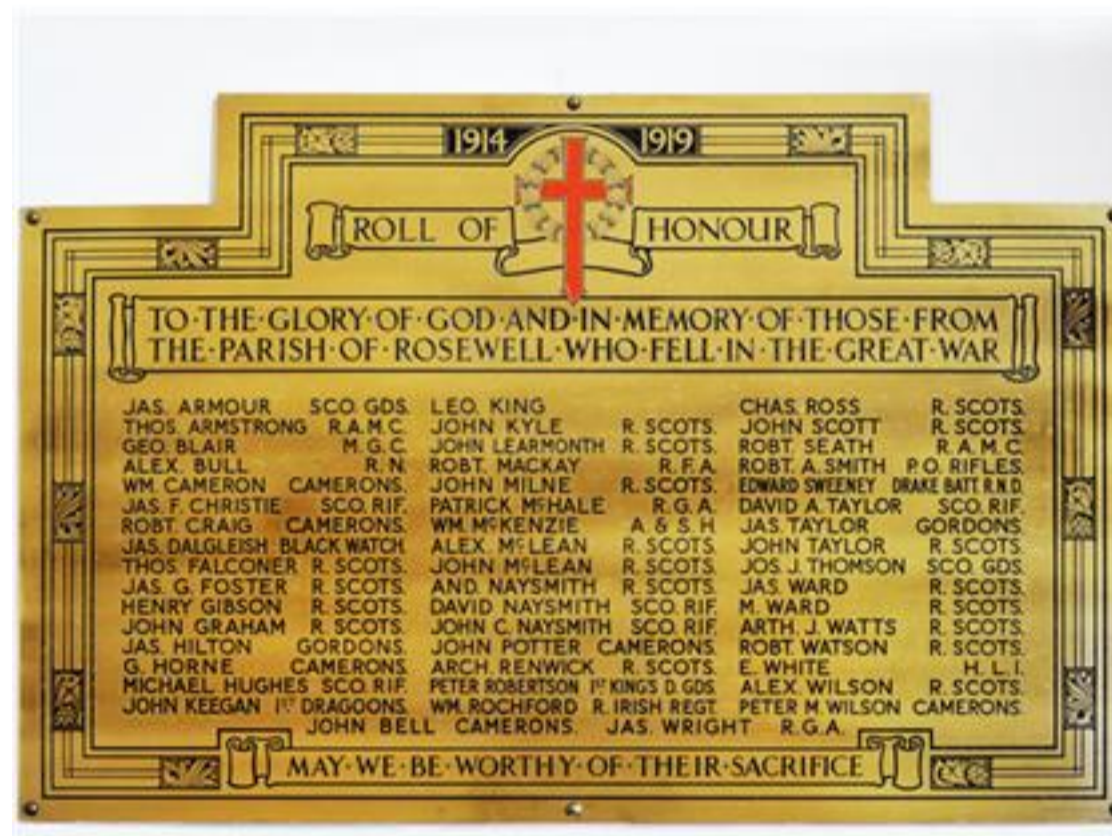 1914 1919
ROLL OF HONOUR
TO·THE·GLORY·OF·GOD·AND·IN·MEMORY·OF·THOSE·FROM
THE·PARISH·OF·ROSEWELL·WHO·FELL·IN·THE·GREAT·WAR
JAS. ARMOUR SCO. GDS.
THOS. ARMSTRONG R.A.M.C.
GEO. BLAIR M.G.C.
ALEX. BULL R.N.
WM. CAMERON CAMERONS.
JAS. F. CHRISTIE SCO. RIF.
ROBT. CRAIG CAMERONS.
JAS. DALGLEISH BLACK WATCH
THOS. FALCONER R. SCOTS.
JAS. G. FOSTER R. SCOTS.
HENRY GIBSON R. SCOTS.
JOHN GRAHAM R. SCOTS.
JAS. HILTON GORDONS.
G. HORNE CAMERONS.
MICHAEL HUGHES SCO. RIF.
JOHN KEEGAN 1ST DRAGOONS.
LEO. KING
JOHN KYLE R. SCOTS.
JOHN LEARMONTH R. SCOTS.
ROBT. MACKAY R.F.A.
JOHN MILNE R. SCOTS.
PATRICK McHALE R.G.A.
WM. McKENZIE A & S.H
ALEX. McLEAN R. SCOTS.
JOHN McLEAN R. SCOTS.
AND. NAYSMITH R. SCOTS.
DAVID NAYSMITH SCO. RIF.
JOHN C. NAYSMITH SCO. RIF.
JOHN POTTER CAMERONS.
ARCH. RENWICK R. SCOTS.
PETER ROBERTSON 1ST KING'S D. GDS.
WM. ROCHFORD R. IRISH REGT.
CHAS. ROSS R. SCOTS.
JOHN SCOTT R. SCOTS.
ROBT. SEATH R.A.M.C.
ROBT. A. SMITH P.O. RIFLES.
EDWARD SWEENEY DRAKE BATT R.N.D.
DAVID A. TAYLOR SCO. RIF.
JAS. TAYLOR GORDONS.
JOHN TAYLOR R. SCOTS.
JOS. J. THOMSON SCO. GDS.
JAS. WARD R. SCOTS.
M. WARD R. SCOTS.
ARTH. J. WATTS R. SCOTS.
ROBT. WATSON R. SCOTS.
E. WHITE H.L.I.
ALEX. WILSON R. SCOTS.
PETER M WILSON CAMERONS.
JOHN BELL CAMERONS. JAS. WRIGHT R.G.A.
MAY·WE·BE·WORTHY·OF·THEIR·SACRIFICE